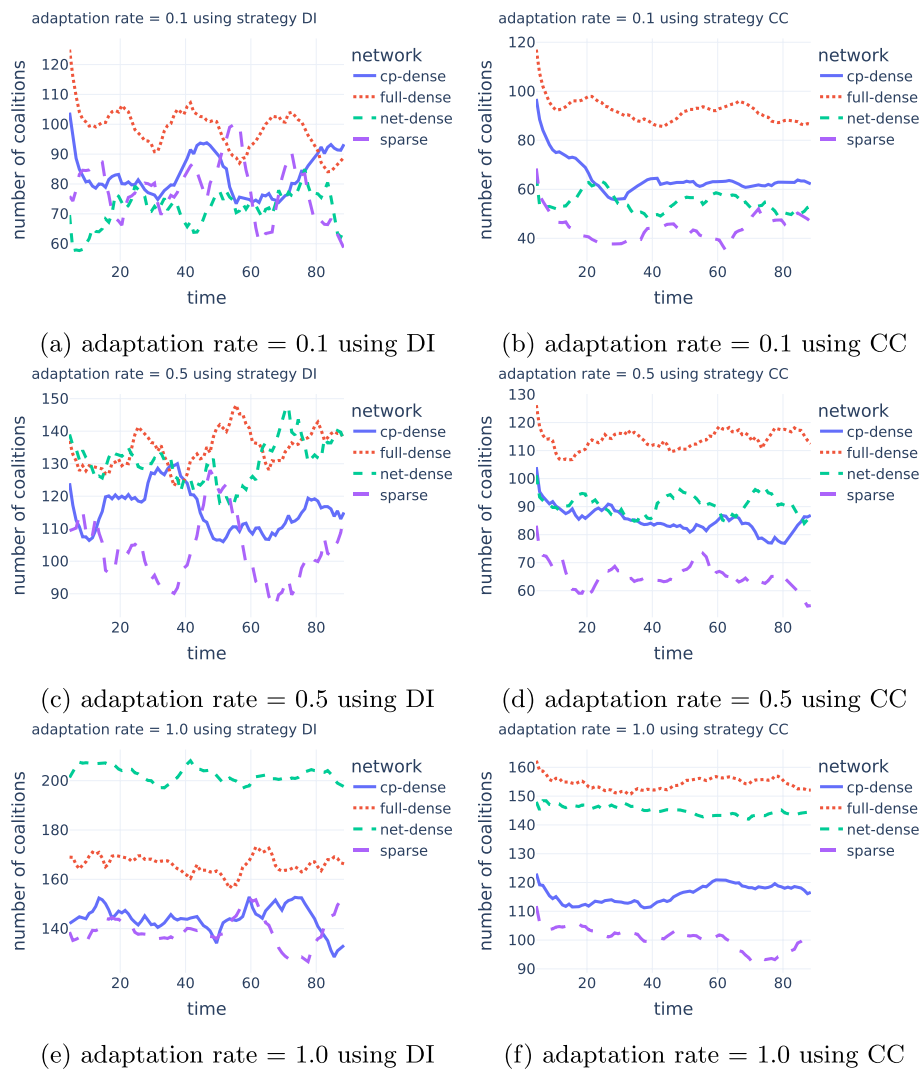 adaptation rate = 0.1 using strategy DI
number of coalitions
120
110
100
90
80
70
60
20
40
60
80
time
network
cp-dense
full-dense
net-dense
sparse
(a) adaptation rate = 0.1 using DI
adaptation rate = 0.1 using strategy CC
number of coalitions
120
100
80
60
40
20
40
60
80
time
network
cp-dense
full-dense
net-dense
sparse
(b) adaptation rate = 0.1 using CC
adaptation rate = 0.5 using strategy DI
number of coalitions
150
140
130
120
110
100
90
20
40
60
80
time
network
cp-dense
full-dense
net-dense
sparse
(c) adaptation rate = 0.5 using DI
adaptation rate = 0.5 using strategy CC
number of coalitions
130
120
110
100
90
80
70
60
20
40
60
80
time
network
cp-dense
full-dense
net-dense
sparse
(d) adaptation rate = 0.5 using CC
adaptation rate = 1.0 using strategy DI
number of coalitions
200
180
160
140
20
40
60
80
time
network
cp-dense
full-dense
net-dense
sparse
(e) adaptation rate = 1.0 using DI
adaptation rate = 1.0 using strategy CC
number of coalitions
160
150
140
130
120
110
100
90
20
40
60
80
time
network
cp-dense
full-dense
net-dense
sparse
(f) adaptation rate = 1.0 using CC